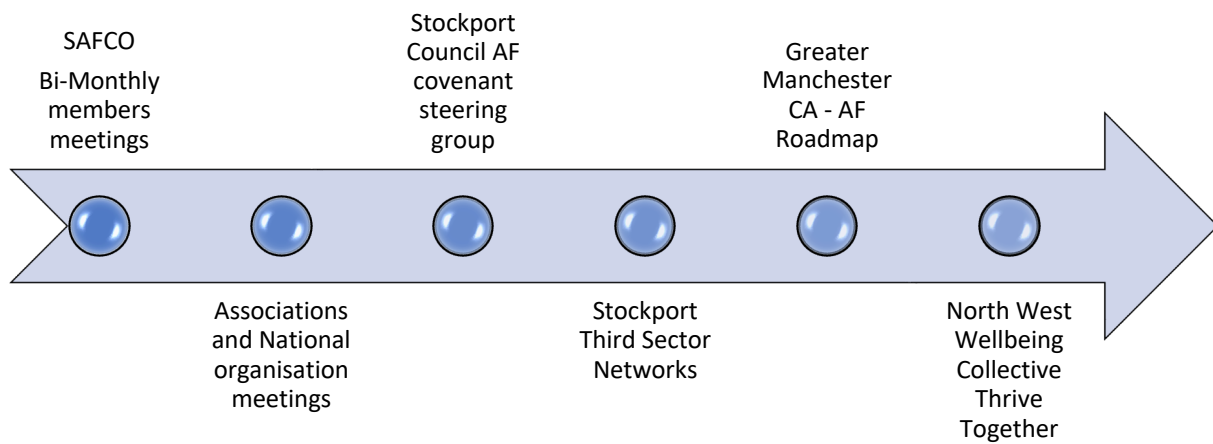 SAFCO
Bi-Monthly
members
meetings
Associations
and National
organisation
meetings
Stockport
Council AF
covenant
steering
group
Stockport
Third Sector
Networks
Greater
Manchester
CA - AF
Roadmap
North West
Wellbeing
Collective
Thrive
Together